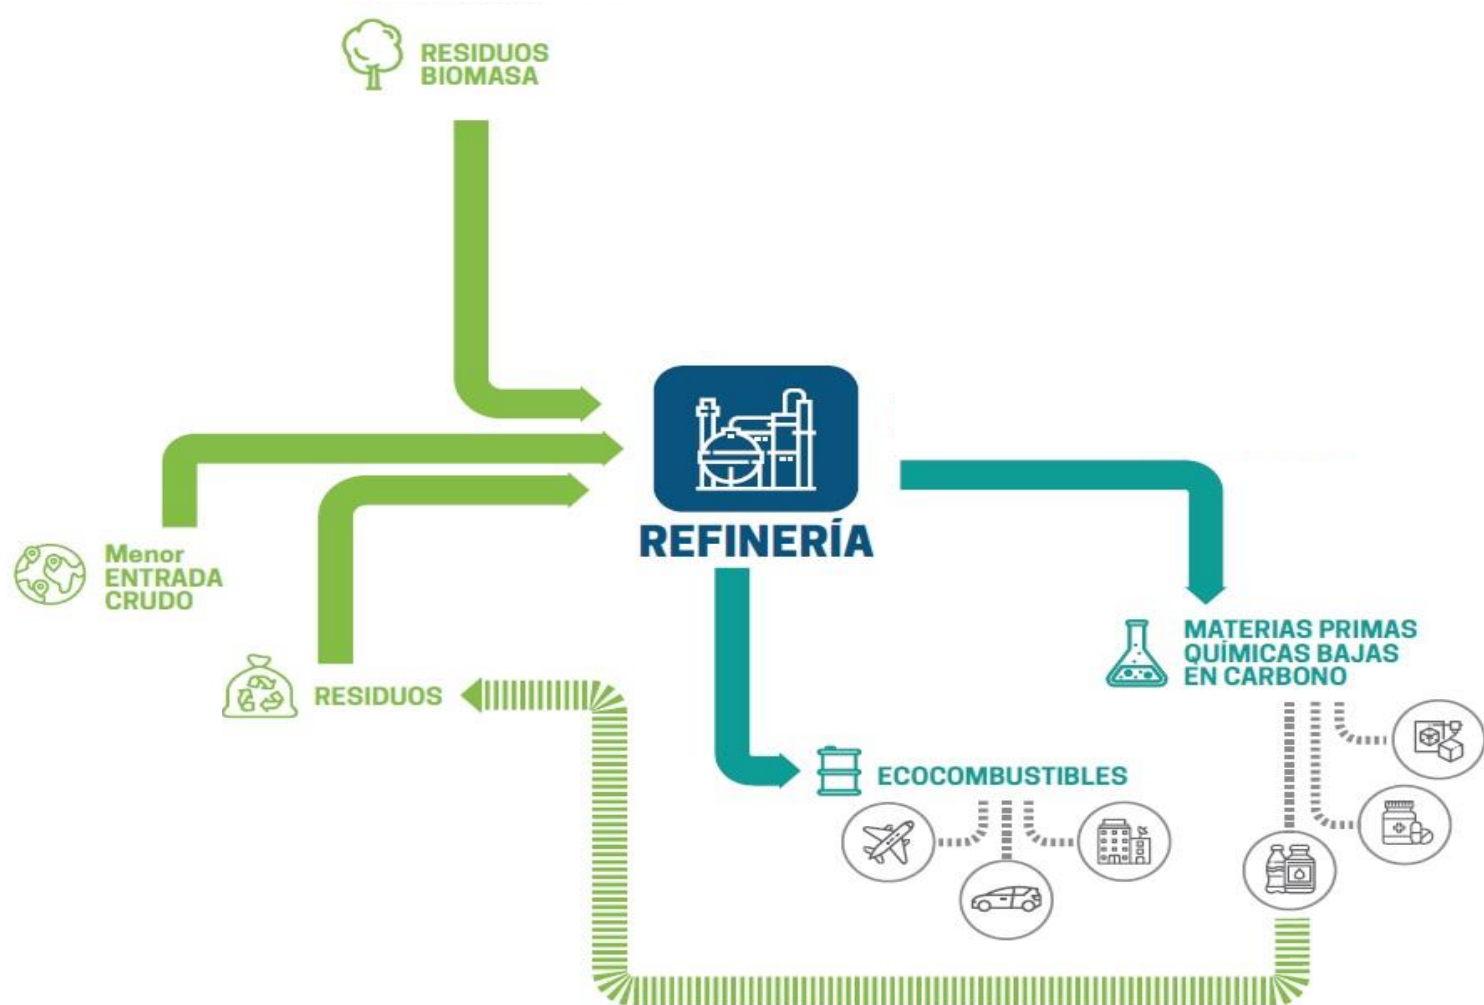 RESIDUOS
BIOMASA
REFINERÍA
Menor
ENTRADA
CRUDO
RESIDUOS
MATERIAS PRIMAS
QUÍMICAS BAJAS
EN CARBONO
ECOCOMBUSTIBLES